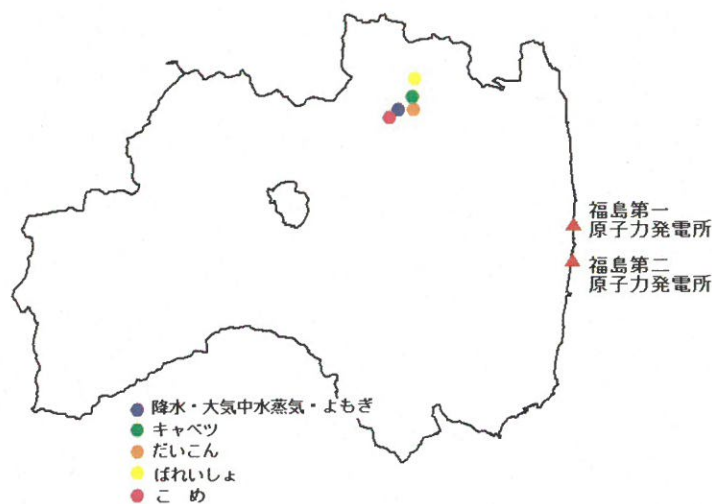 福島第一
原子力発電所
福島第二
原子力発電所
降水・大気中水蒸気・よもぎ
キャベツ
だいこん
ばれいしょ
こ　め